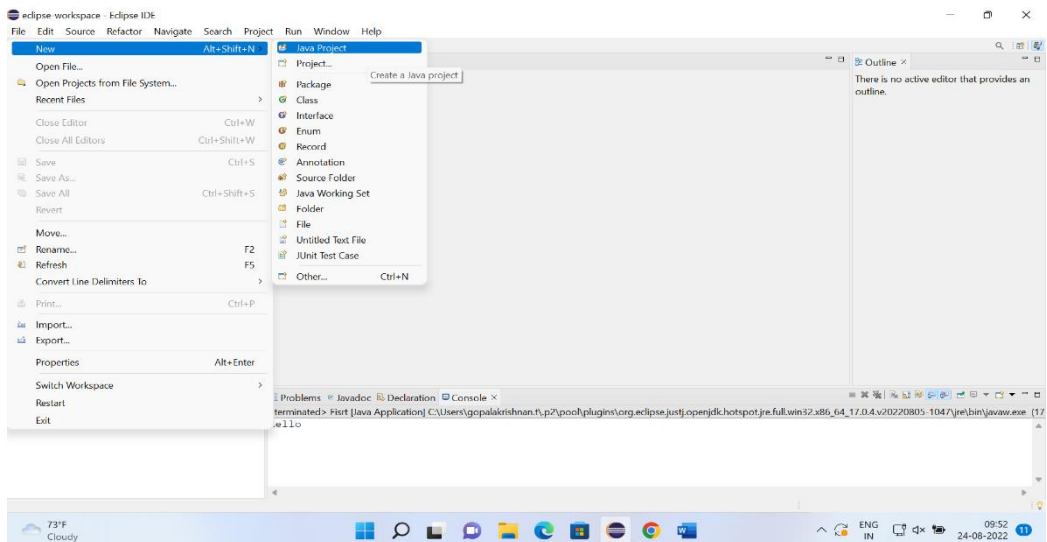 eclipse-workspace - Eclipse IDE
File Edit Source Refactor Navigate Search Project Run Window Help
New Alt+Shift+N >
Open File...
Open Projects from File System...
Recent Files >
Close Editor Ctrl+W
Close All Editors Ctrl+Shift+W
Save Ctrl+S
Save As...
Save All Ctrl+Shift+S
Revert
Move...
Rename... F2
Refresh F5
Convert Line Delimiters To >
Print... Ctrl+P
Import...
Export...
Properties Alt+Enter
Switch Workspace >
Restart
Exit
Java Project
Project...
Create a Java project
Package
Class
Interface
Enum
Record
Annotation
Source Folder
Java Working Set
Folder
File
Untitled Text File
JUnit Test Case
Other... Ctrl+N
Outline ×
There is no active editor that provides an
outline.
Problems Javadoc Declaration Console ×
terminated> Fisrt [Java Application] C:\Users\gopalakrishnan.t\.p2\pool\plugins\org.eclipse.justj.openjdk.hotspot.jre.full.win32.x86_64_17.0.4.v20220805-1047\jre\bin\javaw.exe (17
ello
73°F
Cloudy
ENG
IN
09:52
24-08-2022
11